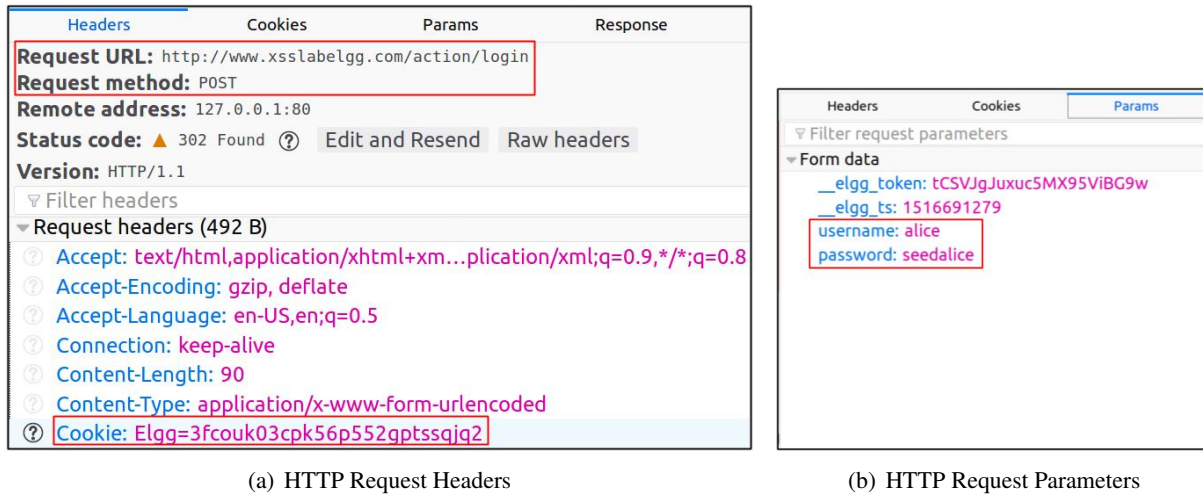 Headers Cookies Params Response
Request URL: http://www.xsslabelgg.com/action/login
Request method: POST
Remote address: 127.0.0.1:80
Status code: 302 Found ? Edit and Resend Raw headers
Version: HTTP/1.1
Filter headers
Request headers (492 B)
? Accept: text/html,application/xhtml+xm…plication/xml;q=0.9,*/*;q=0.8
? Accept-Encoding: gzip, deflate
? Accept-Language: en-US,en;q=0.5
? Connection: keep-alive
? Content-Length: 90
? Content-Type: application/x-www-form-urlencoded
? Cookie: Elgg=3fcouk03cpk56p552gptssqjq2
(a) HTTP Request Headers
Headers Cookies Params
Filter request parameters
Form data
__elgg_token: tCSVJgJuxuc5MX95ViBG9w
__elgg_ts: 1516691279
username: alice
password: seedalice
(b) HTTP Request Parameters